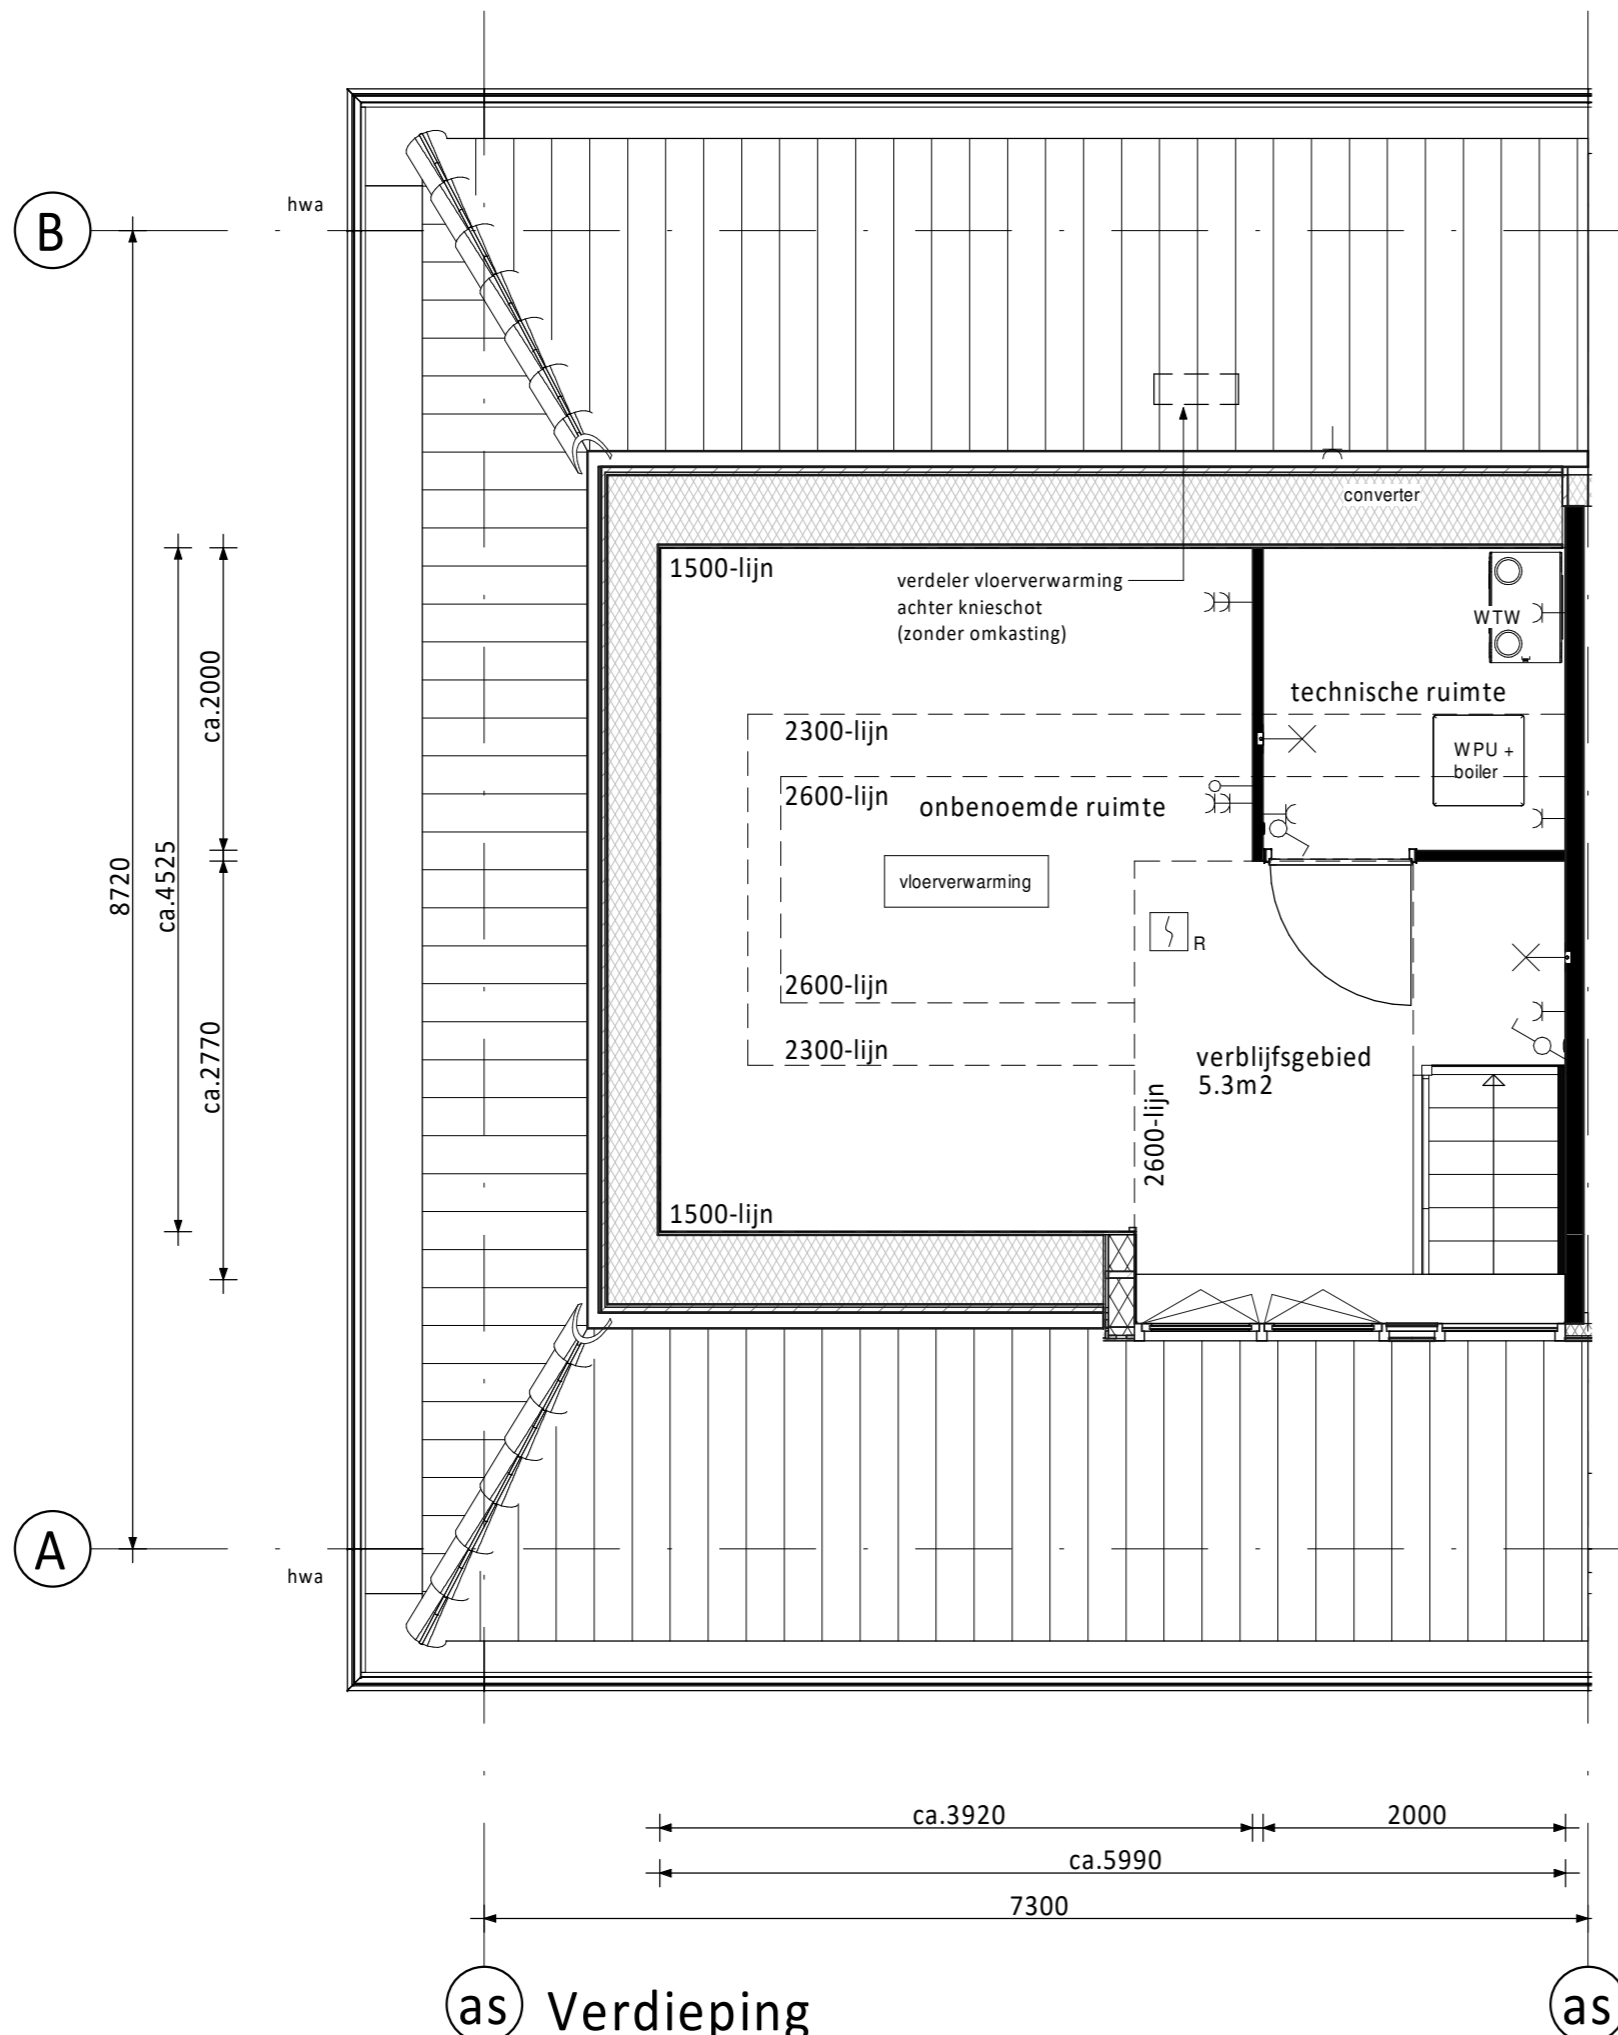 B
hwa
converter
1500-lijn
verdeler vloerverwarming
achter knieschot
(zonder omkasting)
WTW
technische ruimte
2300-lijn
WPU +
boiler
2600-lijn
onbenoemde ruimte
ca.2000
8720
ca.4525
vloerverwarming
R
2600-lijn
2300-lijn
ca.2770
verblijfsgebied
5.3m2
2600-lijn
1500-lijn
A
hwa
ca.3920
2000
ca.5990
7300
as
Verdieping
as